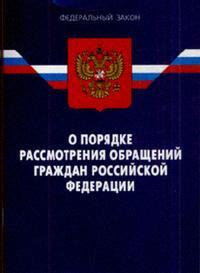 ФЕДЕРАЛЬНЫЙ ЗАКОН
О ПОРЯДКЕ
РАССМОТРЕНИЯ ОБРАЩЕНИЙ
ГРАЖДАН РОССИЙСКОЙ
ФЕДЕРАЦИИ